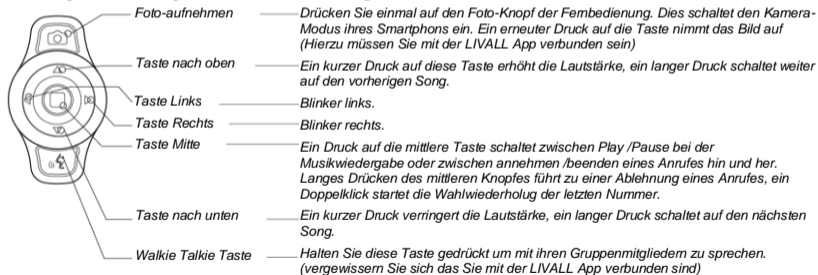 Foto-aufnehmen
Drücken Sie einmal auf den Foto-Knopf der Fernbedienung. Dies schaltet den Kamera-
Modus ihres Smartphons ein. Ein erneuter Druck auf die Taste nimmt das Bild auf
(Hierzu müssen Sie mit der LIVALL App verbunden sein)
Taste nach oben
Ein kurzer Druck auf diese Taste erhöht die Lautstärke, ein langer Druck schaltet weiter
auf den vorherigen Song.
Taste Links
Blinker links.
Taste Rechts
Blinker rechts.
Taste Mitte
Ein Druck auf die mittlere Taste schaltet zwischen Play /Pause bei der
Musikwiedergabe oder zwischen annehmen /beenden eines Anrufes hin und her.
Langes Drücken des mittleren Knopfes führt zu einer Ablehnung eines Anrufes, ein
Doppelklick startet die Wahlwiederholug der letzten Nummer.
Taste nach unten
Ein kurzer Druck verringert die Lautstärke, ein langer Druck schaltet auf den nächsten
Song.
Walkie Talkie Taste
Halten Sie diese Taste gedrückt um mit ihren Gruppenmitgliedern zu sprechen.
(vergewissern Sie sich das Sie mit der LIVALL App verbunden sind)